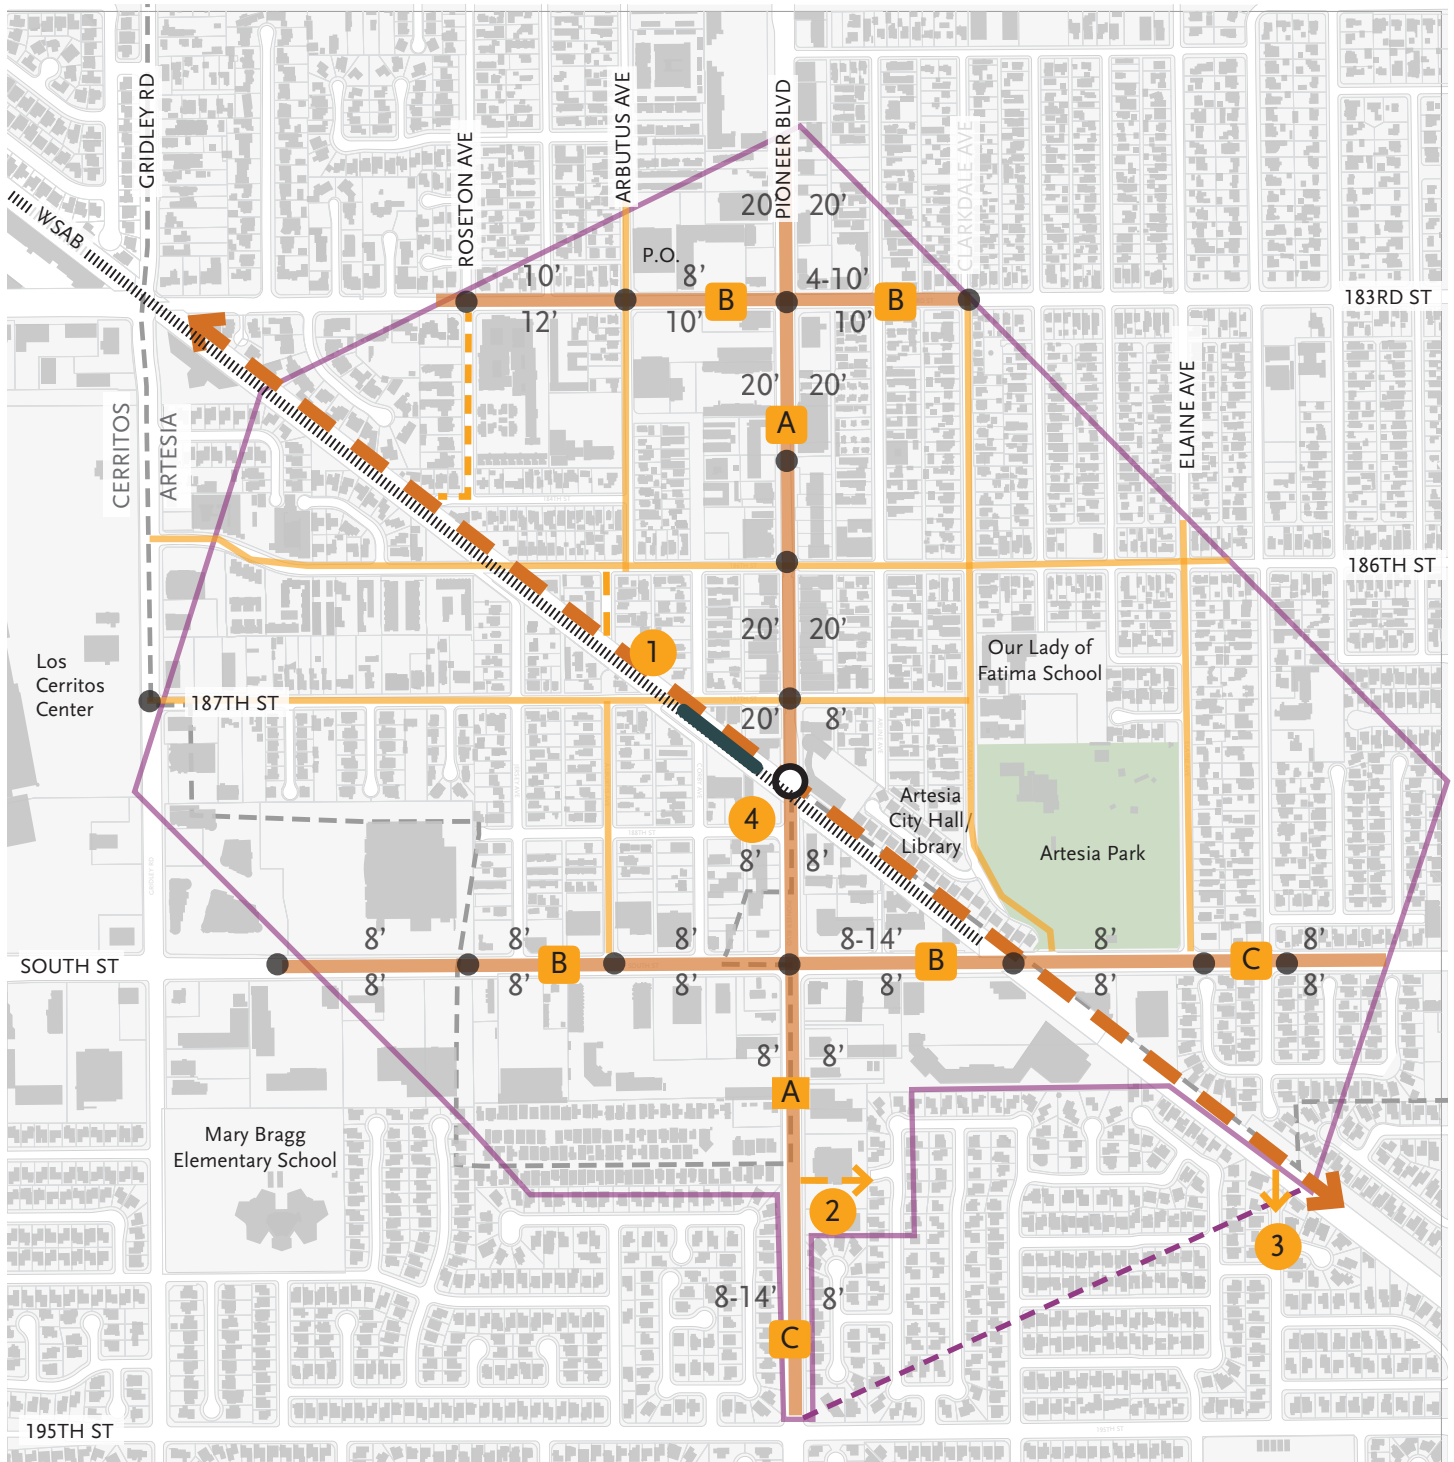 GRIDLEY RD
ROSETON AVE
ARBUTUS AVE
PIONEER BLVD
CLARKDALE AVE
WSAB
20'
20'
P.O.
10'
8'
B
4-10'
B
183RD ST
12'
10'
10'
20'
20'
ELAINE AVE
A
CERRITOS
ARTESIA
186TH ST
20'
20'
1
Our Lady of
Fatima School
Los
Cerritos
Center
187TH ST
20'
8'
4
Artesia
City Hall/
Library
Artesia Park
8'
8'
8'
8'
8'
8-14'
8'
8'
SOUTH ST
B
B
C
8'
8'
8'
8'
8'
8'
8'
8'
A
Mary Bragg
Elementary School
2
3
8-14'
8'
C
195TH ST